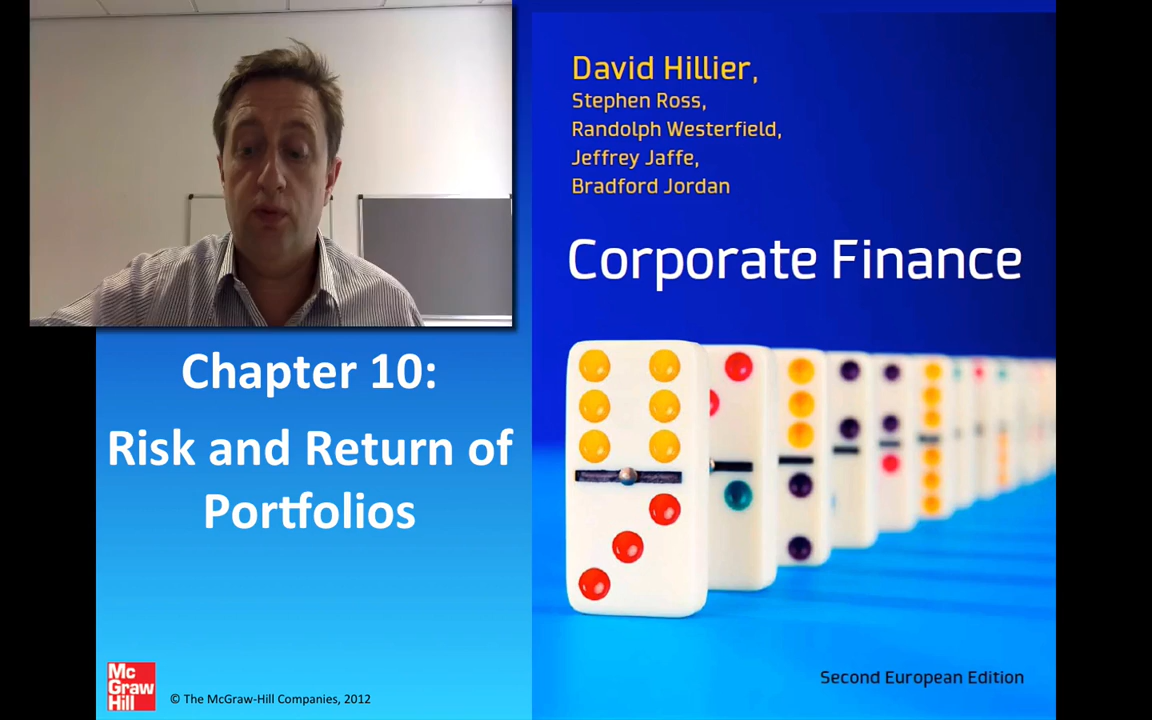 David Hillier,
Stephen Ross,
Randolph Westerfield,
Jeffrey Jaffe,
Bradford Jordan
Corporate Finance
Chapter 10:
Risk and Return of
Portfolios
Mc
Graw
Hill
© The McGraw-Hill Companies, 2012
Second European Edition